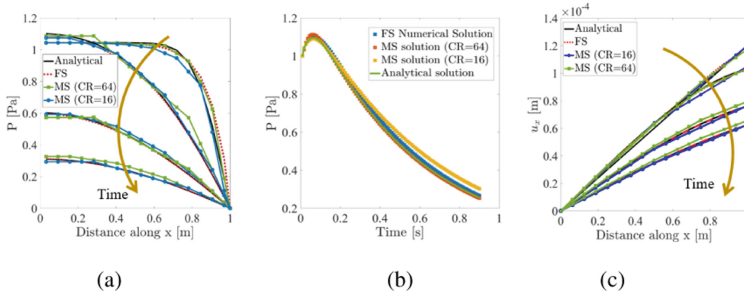 P [Pa]
1.2
1
0.8
0.6
0.4
0.2
0
Analytical
FS
MS (CR=64)
MS (CR=16)
Time
0 0.2 0.4 0.6 0.8 1
Distance along x [m]
(a)
P [Pa]
1.2
1
0.8
0.6
0.4
0.2
FS Numerical Solution
MS solution (CR=64)
MS solution (CR=16)
Analytical solution
0 0.2 0.4 0.6 0.8 1
Time [s]
(b)
×10⁻⁴
uₓ [m]
1.4
1.2
1
0.8
0.6
0.4
0.2
0
Analytical
FS
MS (CR=16)
MS (CR=64)
Time
0 0.2 0.4 0.6 0.8
Distance along x [m]
(c)